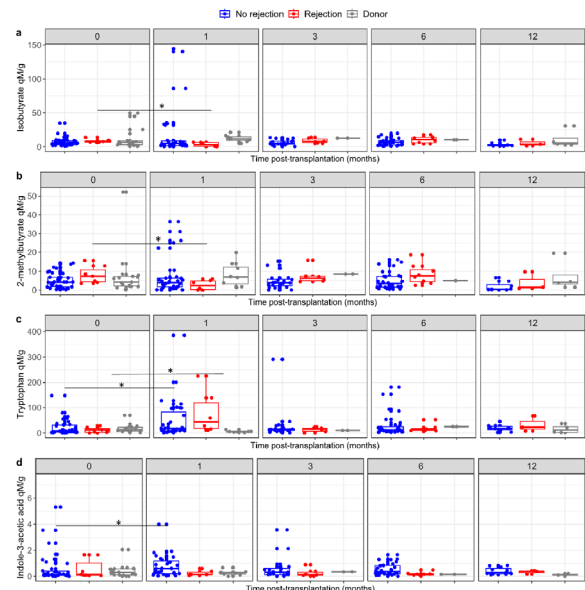 No rejection Rejection Donor
a
0 1 3 6 12
150
100
50
0
Isobutyrate qM/g
*
Time post-transplantation (months)
b
0 1 3 6 12
50
40
30
20
10
0
2-methylbutyrate qM/g
*
Time post-transplantation (months)
c
0 1 3 6 12
400
300
200
100
0
Tryptophan qM/g
*
*
Time post-transplantation (months)
d
0 1 3 6 12
6
4
2
0
Indole-3-acetic acid qM/g
*
Time post-transplantation (months)